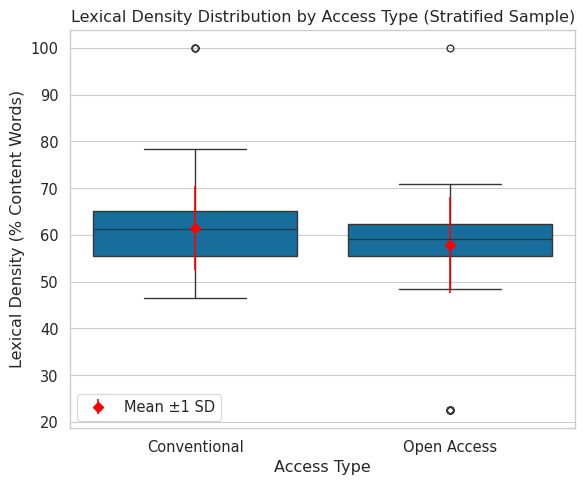 Lexical Density Distribution by Access Type (Stratified Sample)
Lexical Density (% Content Words)
100
90
80
70
60
50
40
30
20
Mean ±1 SD
Conventional
Open Access
Access Type